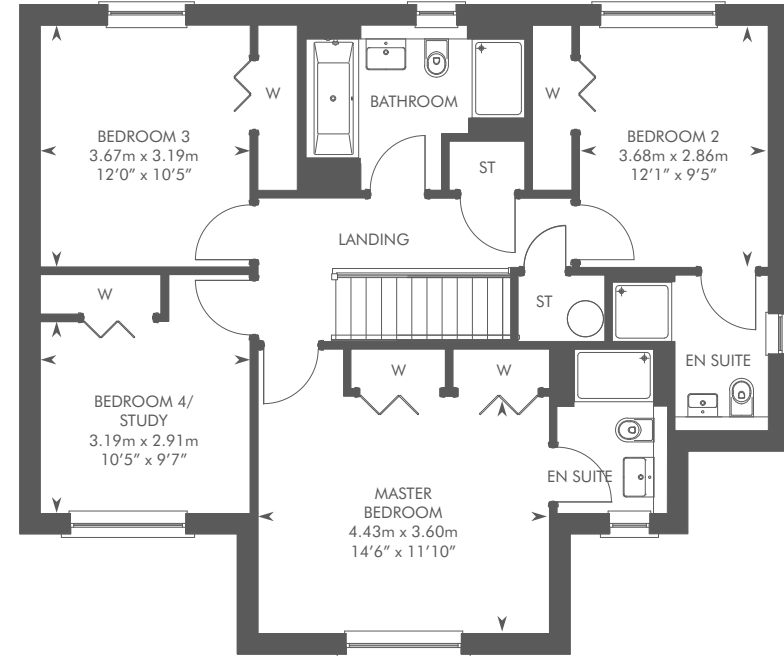 W
W
BATHROOM
BEDROOM 3
3.67m x 3.19m
12’0” x 10’5”
BEDROOM 2
3.68m x 2.86m
12’1” x 9’5”
ST
LANDING
W
ST
EN SUITE
W
W
BEDROOM 4/
STUDY
3.19m x 2.91m
10’5” x 9’7”
EN SUITE
MASTER
BEDROOM
4.43m x 3.60m
14’6” x 11’10”